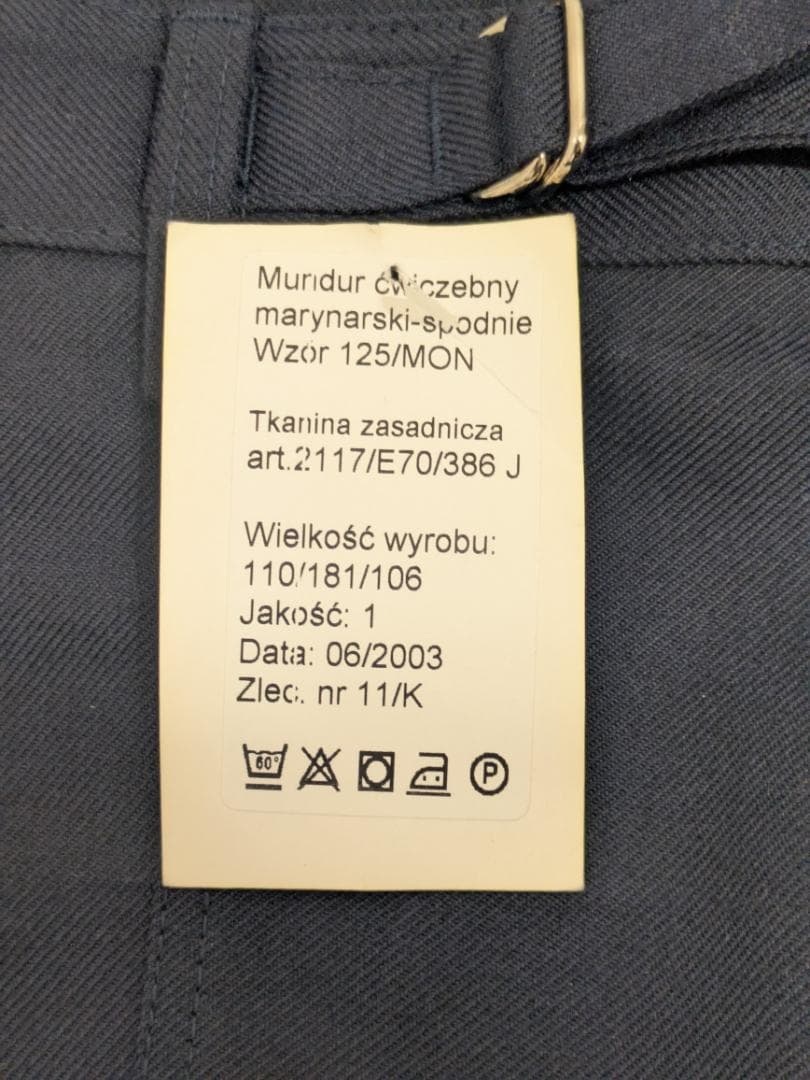 Mundur ćwiczebny
marynarski-spodnie
Wzór 125/MON
Tkanina zasadnicza
art.2117/E70/386 J
Wielkość wyrobu:
110/181/106
Jakość: 1
Data: 06/2003
Zlec. nr 11/K
60°
P